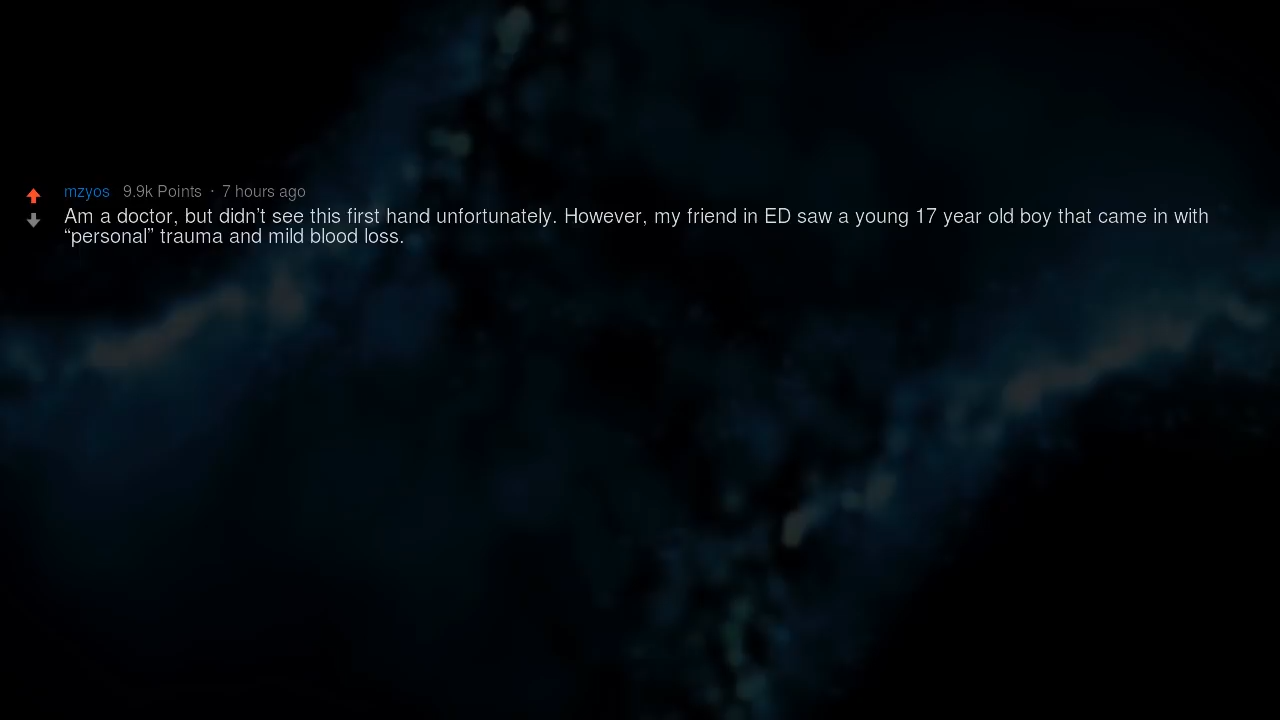 mzyos 9.9k Points · 7 hours ago
Am a doctor, but didn’t see this first hand unfortunately. However, my friend in ED saw a young 17 year old boy that came in with
“personal” trauma and mild blood loss.